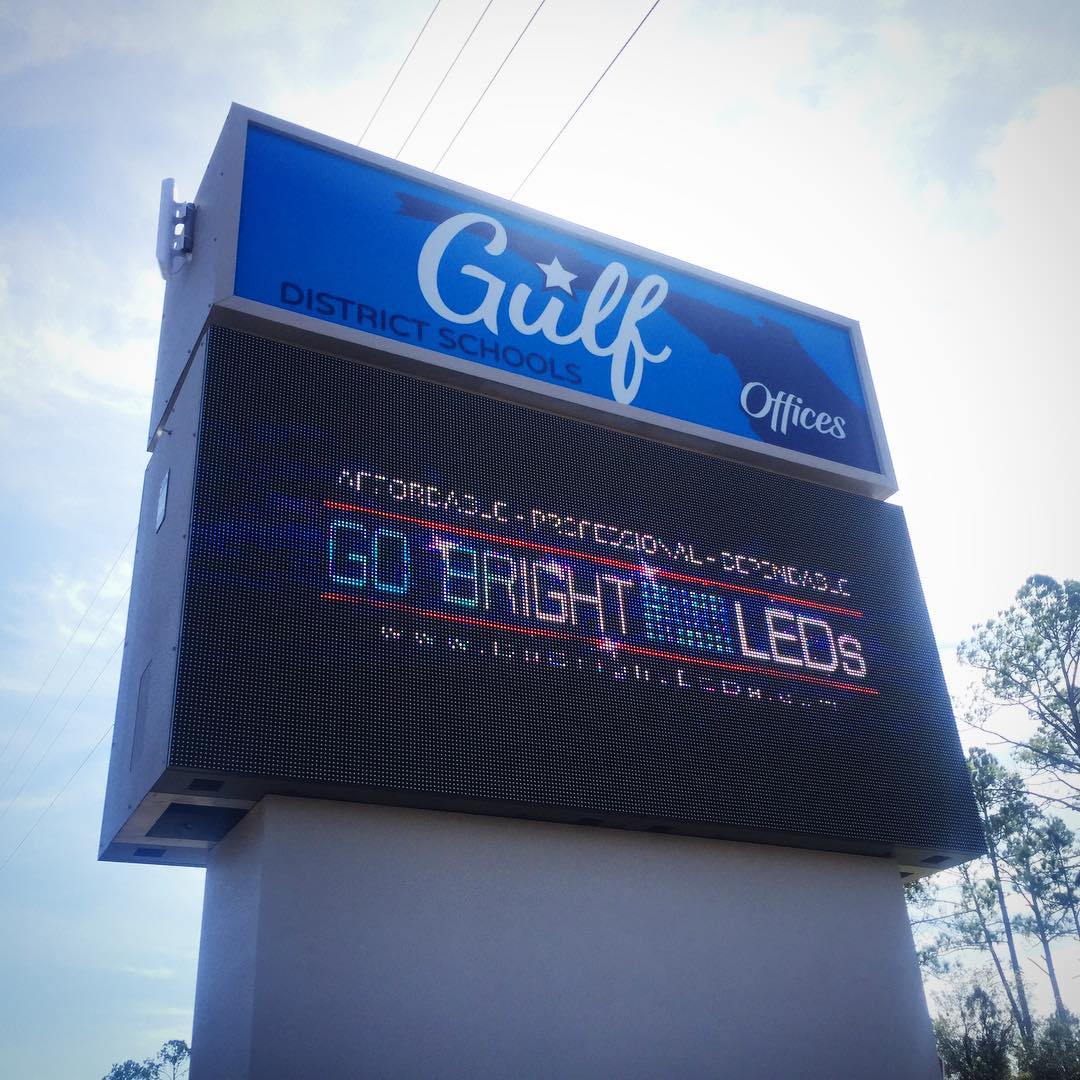 Gulf
DISTRICT SCHOOLS
Offices
AFFORDABLE - PROFESSIONAL - DEPENDABLE
GO BRIGHT LEDs